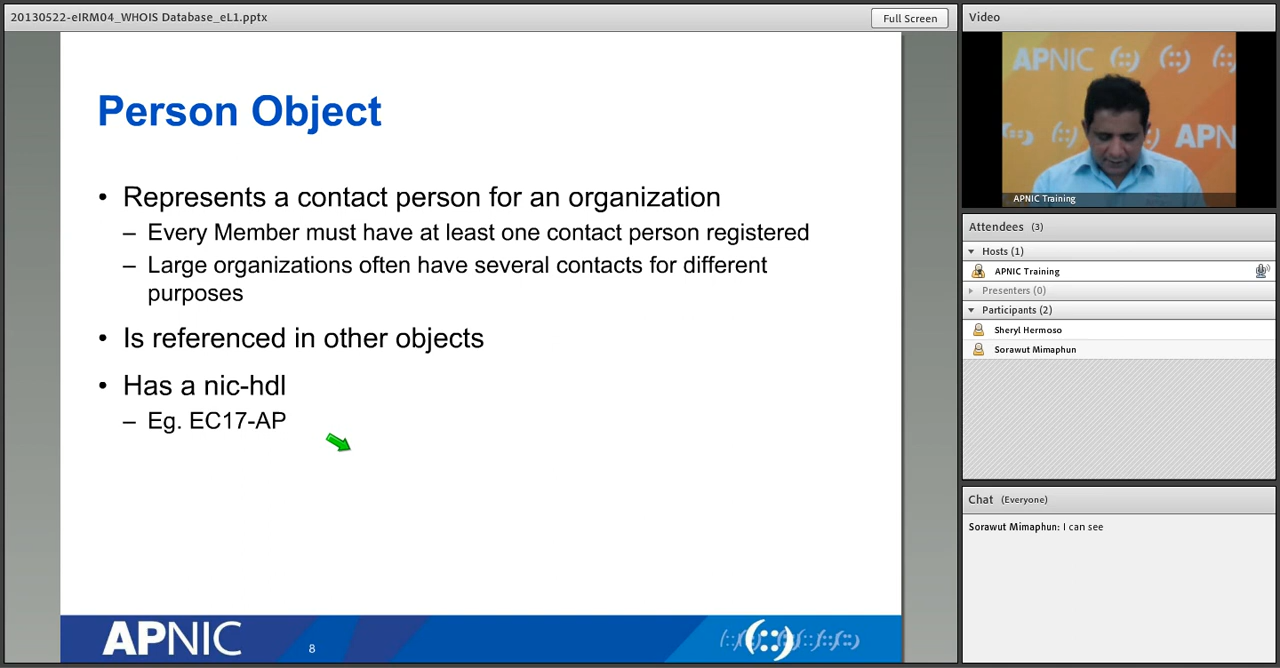 20130522-eIRM04_WHOIS Database_eL1.pptx
Full Screen
Person Object
• Represents a contact person for an organization
– Every Member must have at least one contact person registered
– Large organizations often have several contacts for different
purposes
• Is referenced in other objects
• Has a nic-hdl
– Eg. EC17-AP
APNIC
8
(::)
Video
APNIC (::) (::) (::
(::) (::) APN
APNIC Training
Attendees (3)
Hosts (1)
APNIC Training
Presenters (0)
Participants (2)
Sheryl Hermoso
Sorawut Mimaphun
Chat (Everyone)
Sorawut Mimaphun: I can see